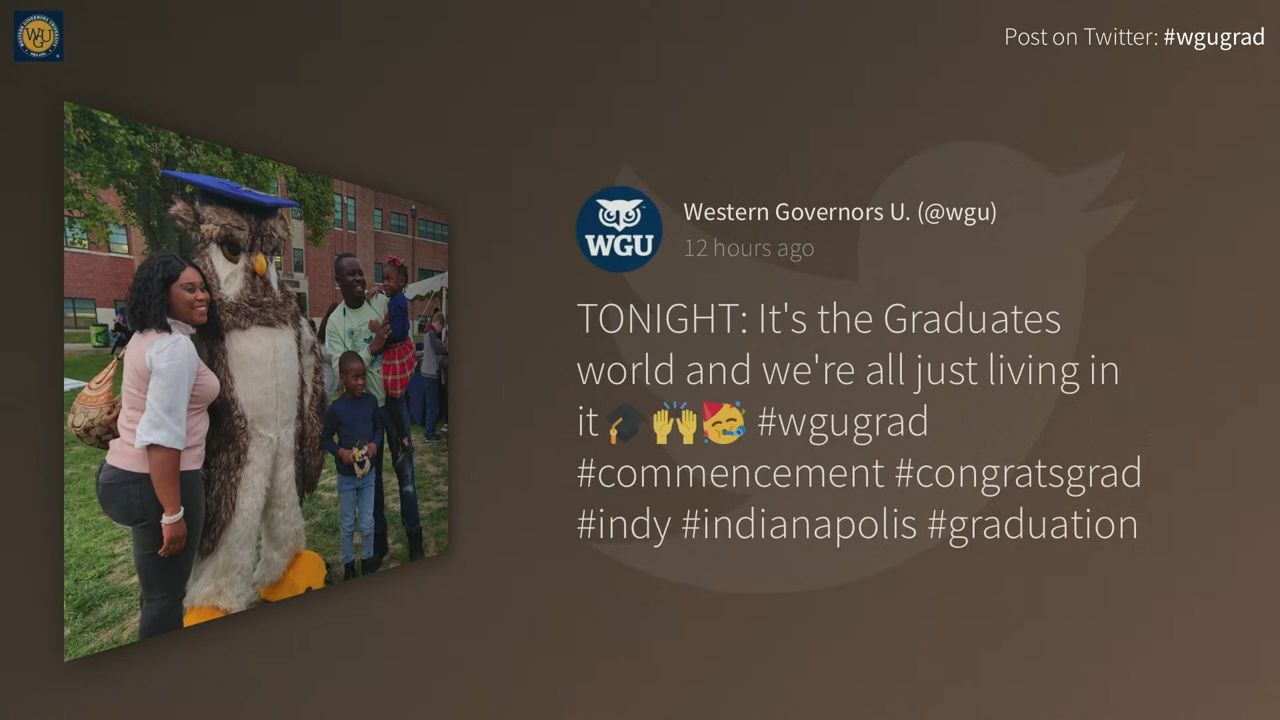 WGU
Post on Twitter: #wgugrad
WGU
Western Governors U. (@wgu)
12 hours ago
TONIGHT: It's the Graduates
world and we're all just living in
it 🎓🙌🥳 #wgugrad
#commencement #congratsgrad
#indy #indianapolis #graduation